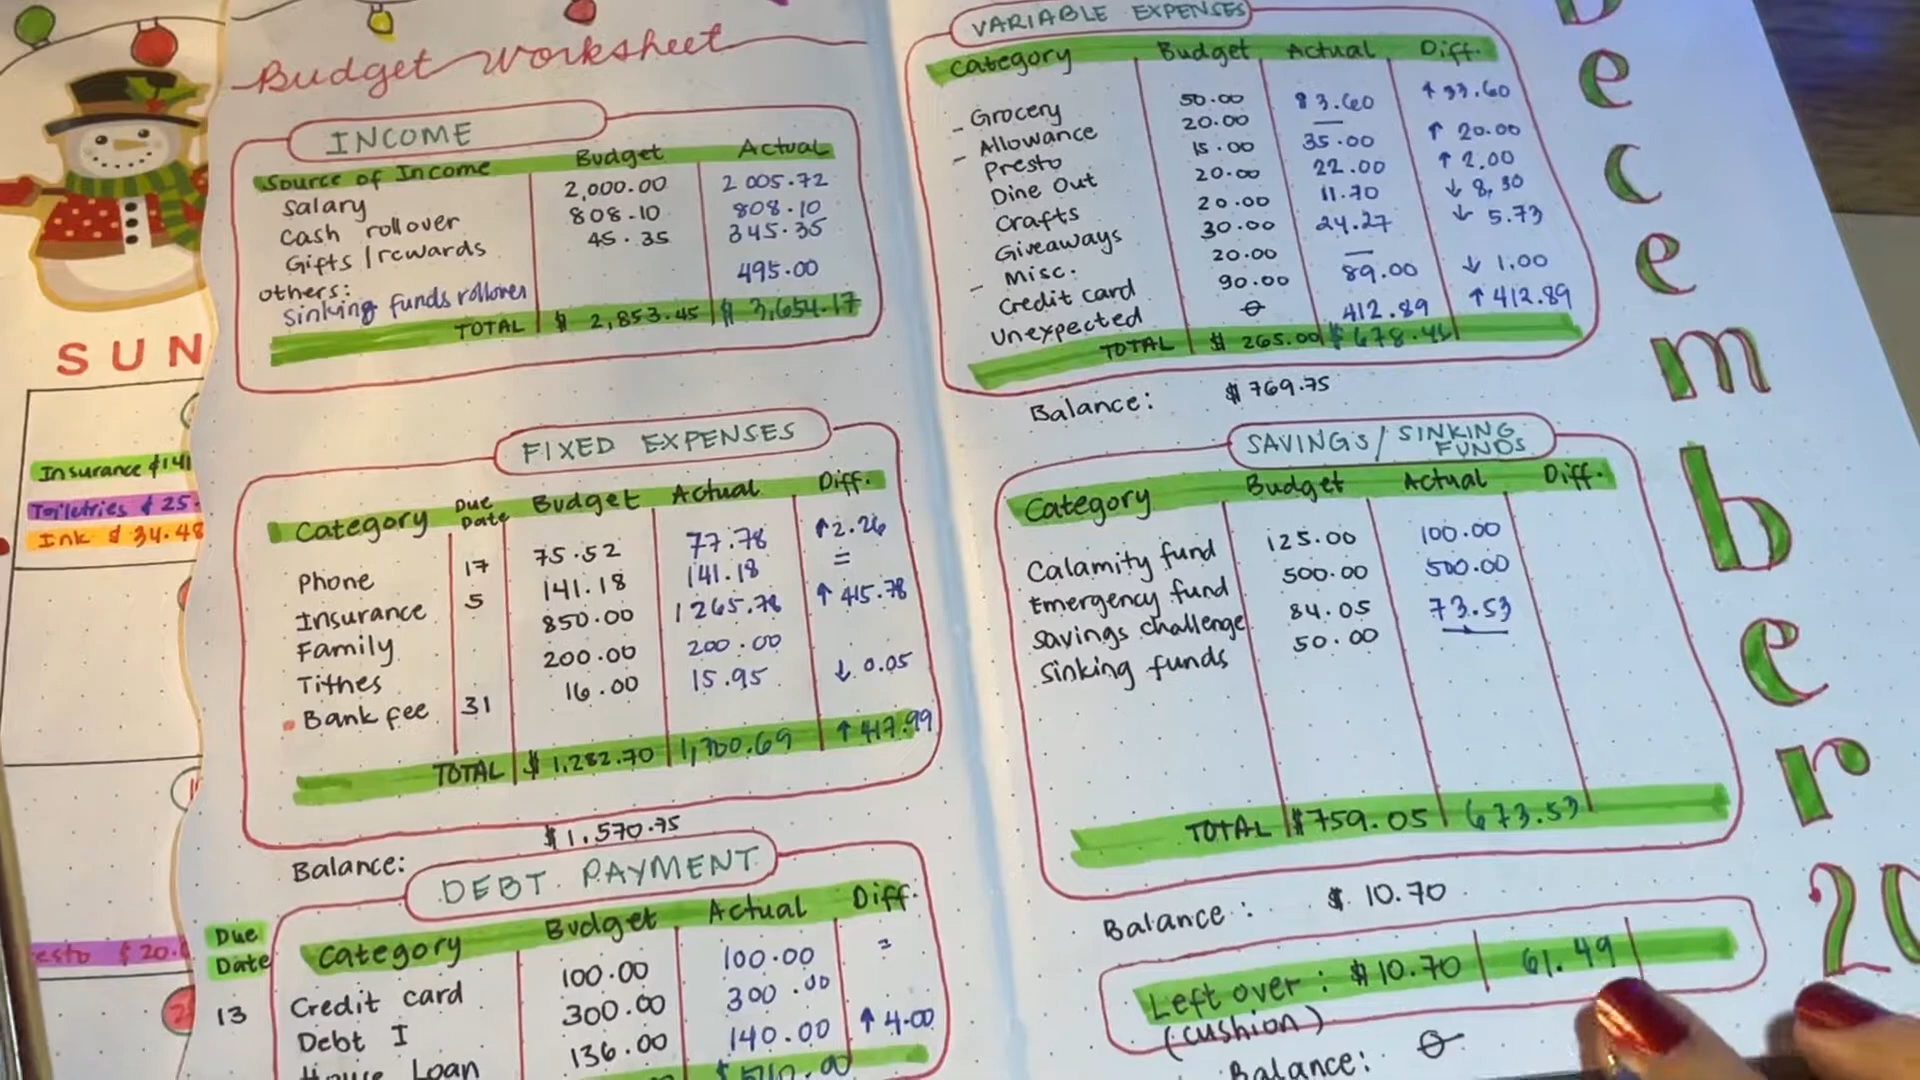 SUN
Insurance $141
Toiletries $25.
Ink $34.48
esto $20.
Budget Worksheet
INCOME
Source of Income Budget Actual
Salary 2,000.00 2005.72
Cash rollover 808.10 808.10
Gifts/rewards 45.35 345.35
others:
Sinking funds rollover 495.00
TOTAL $ 2,853.45 $ 3,654.17
FIXED EXPENSES
Category Due Date Budget Actual Diff.
Phone 17 75.52 77.78 ↑2.26
Insurance 5 141.18 141.18 =
Family 850.00 1265.78 ↑415.78
Tithes 200.00 200.00
Bank fee 31 16.00 15.95 ↓0.05
TOTAL $1,282.70 1,700.69 ↑417.99
Balance: $1,570.75
DEBT PAYMENT
Due Date Category Budget Actual Diff.
Credit card 100.00 100.00 =
13 Debt I 300.00 300.00
House Loan 136.00 140.00 ↑4.00
$540.00
VARIABLE EXPENSES
Category Budget Actual Diff.
- Grocery 50.00 83.60 ↑33.60
- Allowance 20.00 —
Presto 15.00 35.00 ↑20.00
Dine Out 20.00 22.00 ↑2.00
Crafts 20.00 11.70 ↓8.30
Giveaways 30.00 24.27 ↓5.73
- Misc. 20.00 —
Credit card 90.00 89.00 ↓1.00
Unexpected 0 412.89 ↑412.89
TOTAL $265.00 $678.46
Balance: $769.75
SAVINGS/SINKING FUNDS
Category Budget Actual Diff.
Calamity fund 125.00 100.00
Emergency fund 500.00 500.00
Savings challenge 84.05 73.53
Sinking funds 50.00 —
TOTAL $759.05 673.53
Balance: $10.70
Left over: $10.70 61.49
(cushion)
Balance: 0
December
20